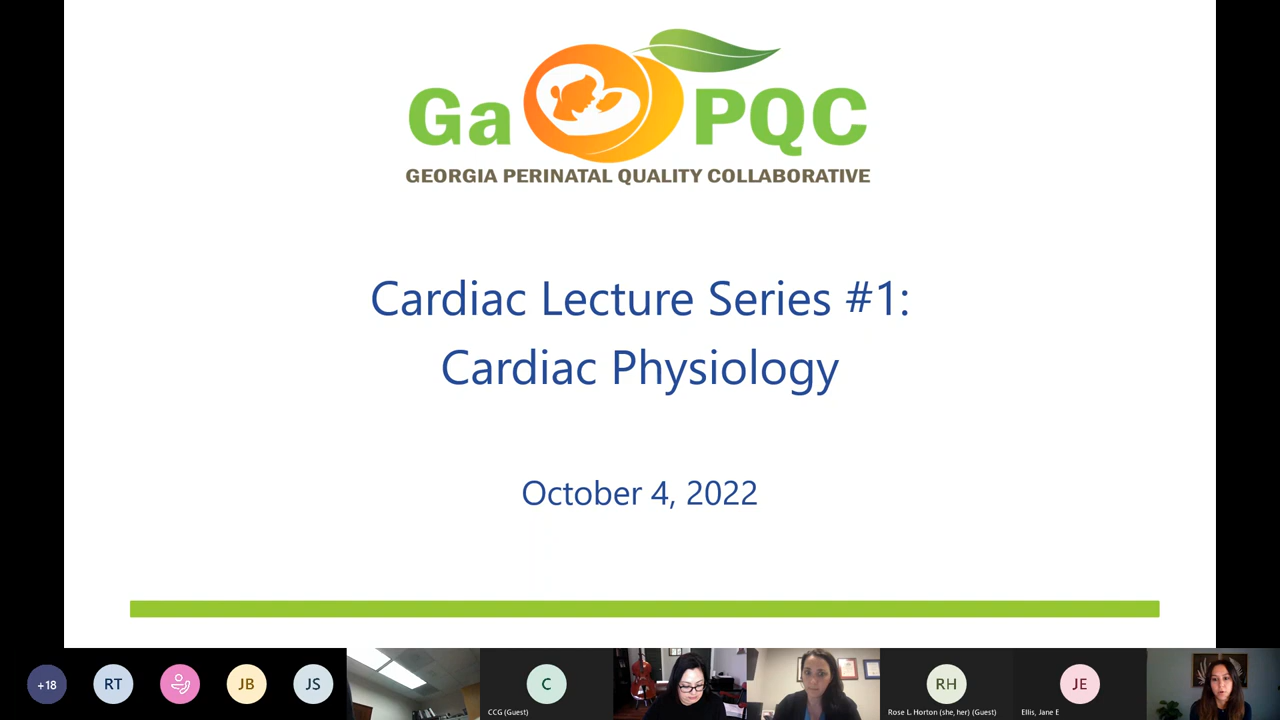 Ga PQC
GEORGIA PERINATAL QUALITY COLLABORATIVE
Cardiac Lecture Series #1:
Cardiac Physiology
October 4, 2022
+18
RT
JB
JS
C
CCG (Guest)
RH
Rose L. Horton (she, her) (Guest)
JE
Ellis, Jane E